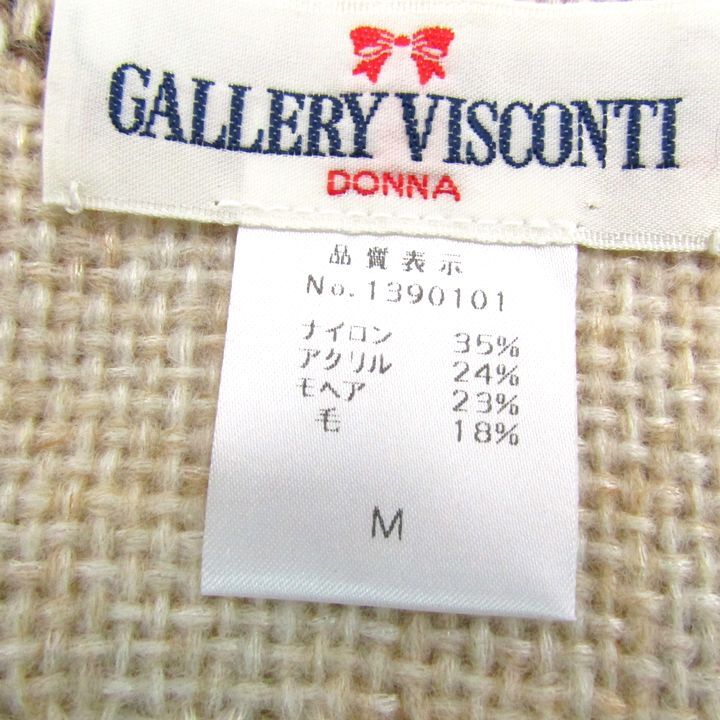 GALLERY VISCONTI
DONNA
品質表示
No.1390101
ナイロン 35%
アクリル 24%
モヘア 23%
毛 18%
M